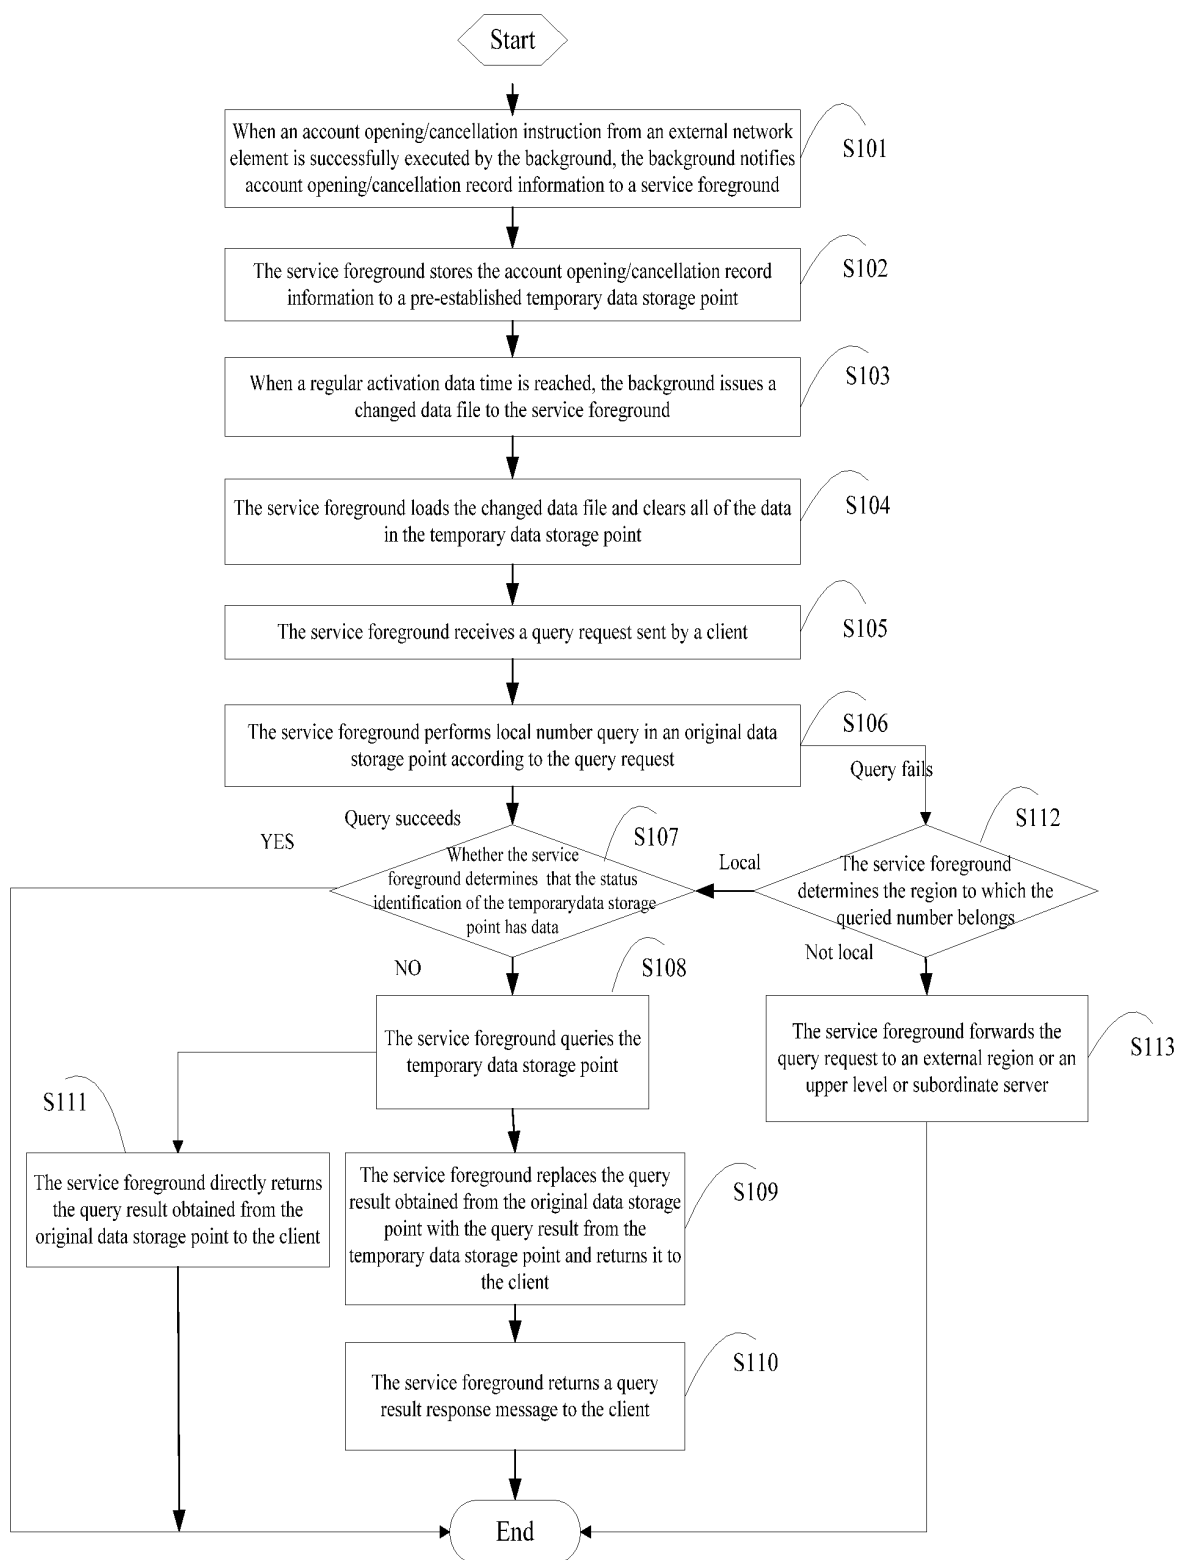 Start
When an account opening/cancellation instruction from an external network
element is successfully executed by the background, the background notifies
account opening/cancellation record information to a service foreground
S101
The service foreground stores the account opening/cancellation record
information to a pre-established temporary data storage point
S102
When a regular activation data time is reached, the background issues a
changed data file to the service foreground
S103
The service foreground loads the changed data file and clears all of the data
in the temporary data storage point
S104
The service foreground receives a query request sent by a client
S105
The service foreground performs local number query in an original data
storage point according to the query request
S106
Query fails
Query succeeds
YES
S107
Whether the service
foreground determines that the status
identification of the temporarydata storage
point has data
Local
S112
The service foreground
determines the region to which the
queried number belongs
Not local
NO
S108
The service foreground queries the
temporary data storage point
The service foreground forwards the
query request to an external region or an
upper level or subordinate server
S113
S111
The service foreground directly returns
the query result obtained from the
original data storage point to the client
The service foreground replaces the query
result obtained from the original data storage
point with the query result from the
temporary data storage point and returns it to
the client
S109
The service foreground returns a query
result response message to the client
S110
End